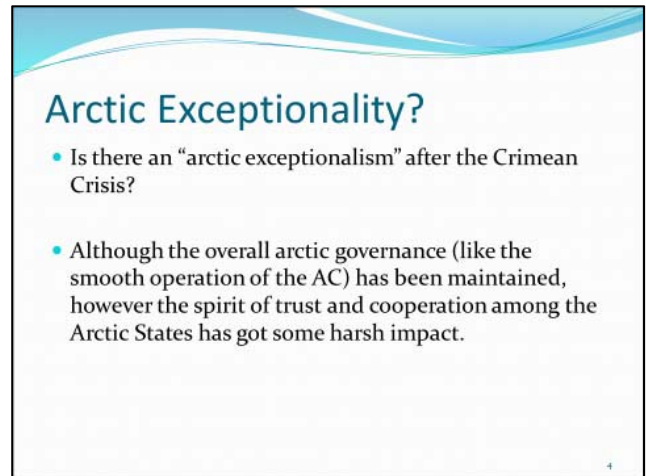 Arctic Exceptionality?
• Is there an “arctic exceptionalism” after the Crimean
Crisis?
• Although the overall arctic governance (like the
smooth operation of the AC) has been maintained,
however the spirit of trust and cooperation among the
Arctic States has got some harsh impact.
4